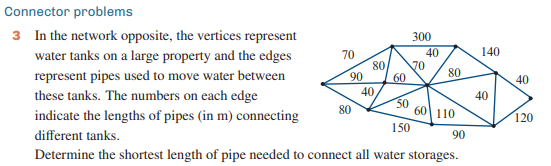 Connector problems
3 In the network opposite, the vertices represent
water tanks on a large property and the edges
represent pipes used to move water between
these tanks. The numbers on each edge
indicate the lengths of pipes (in m) connecting
different tanks.
Determine the shortest length of pipe needed to connect all water storages.
300
70
40
140
80
70
90
60
80
40
40
40
80
50
60
110
120
150
90